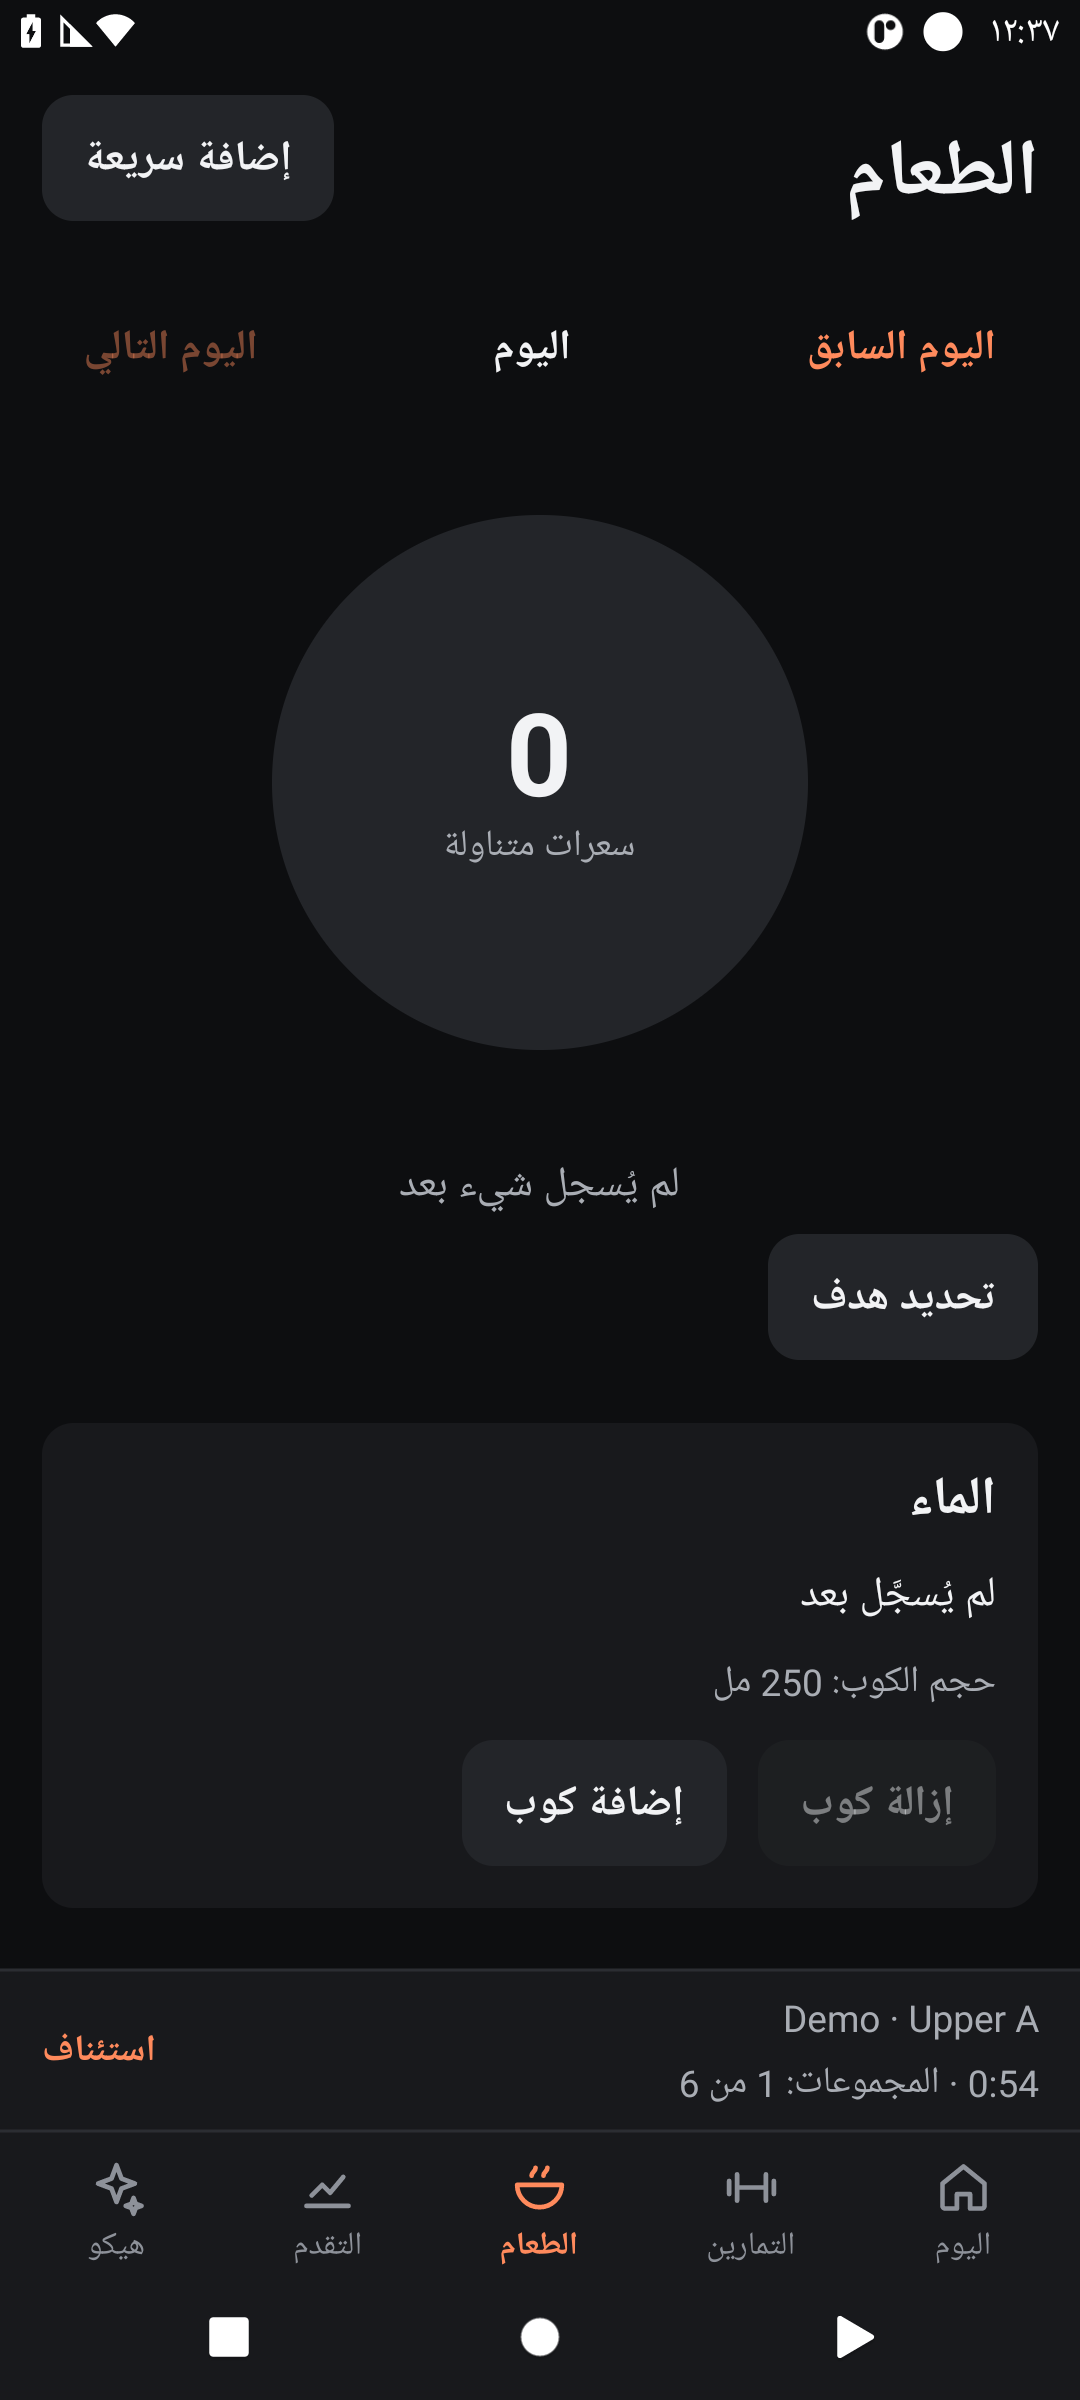 ١٢:٣٧
الطعام
إضافة سريعة
اليوم السابق
اليوم
اليوم التالي
0
سعرات متناولة
لم يُسجل شيء بعد
تحديد هدف
الماء
لم يُسجَّل بعد
حجم الكوب: 250 مل
إزالة كوب
إضافة كوب
Demo · Upper A
0:54 · المجموعات: 1 من 6
استئناف
اليوم
التمارين
الطعام
التقدم
هيكو